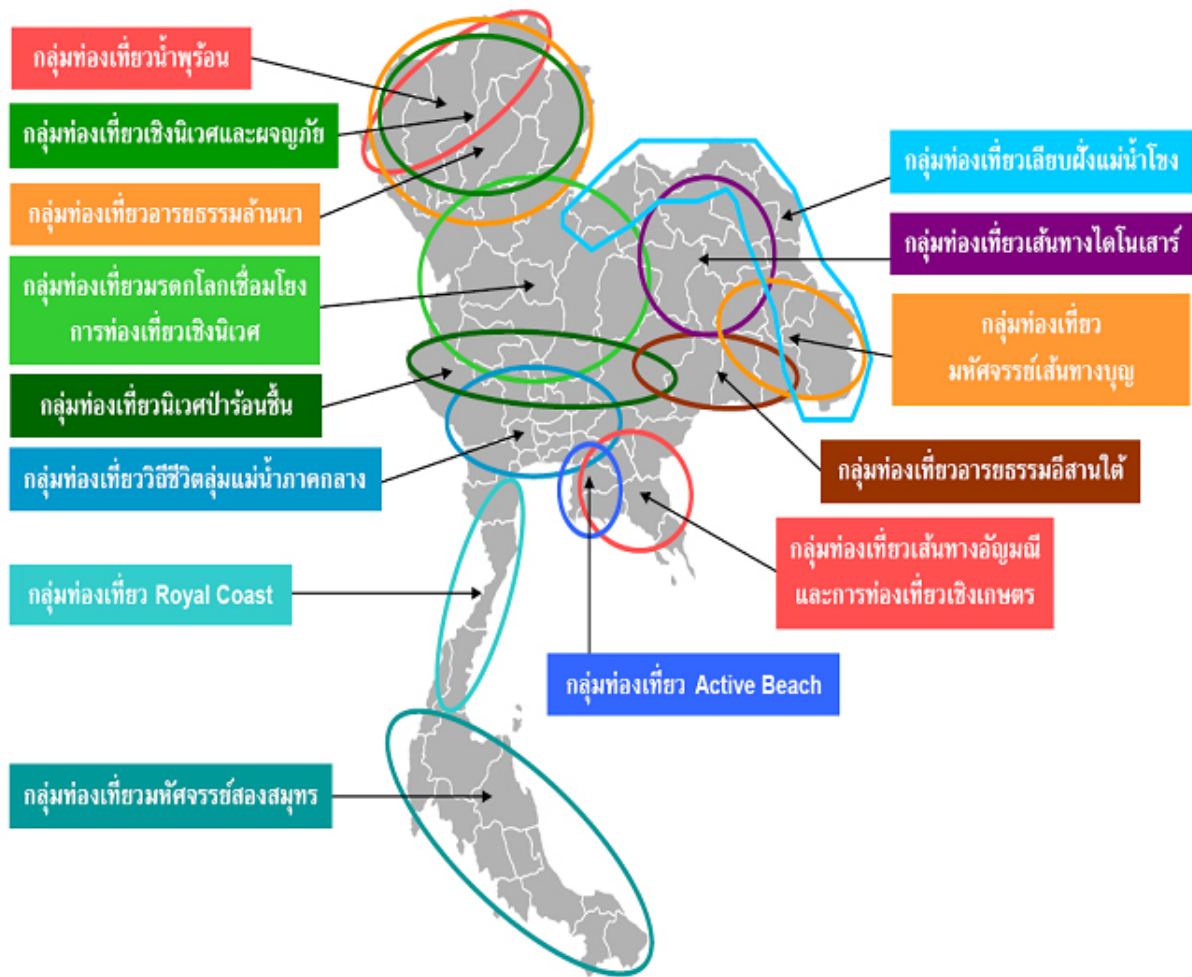 กลุ่มท่องเที่ยวน้ำพุร้อน
กลุ่มท่องเที่ยวเชิงนิเวศและผจญภัย
กลุ่มท่องเที่ยวอารยธรรมล้านนา
กลุ่มท่องเที่ยวมรดกโลกเชื่อมโยง
การท่องเที่ยวเชิงนิเวศ
กลุ่มท่องเที่ยวนิเวศป่าร้อนชื้น
กลุ่มท่องเที่ยววิถีชีวิตลุ่มแม่น้ำภาคกลาง
กลุ่มท่องเที่ยว Royal Coast
กลุ่มท่องเที่ยวมหัศจรรย์สองสมุทร
กลุ่มท่องเที่ยวเลียบฝั่งแม่น้ำโขง
กลุ่มท่องเที่ยวเส้นทางไดโนเสาร์
กลุ่มท่องเที่ยว
มหัศจรรย์เส้นทางบุญ
กลุ่มท่องเที่ยวอารยธรรมอีสานใต้
กลุ่มท่องเที่ยวเส้นทางอัญมณี
และการท่องเที่ยวเชิงเกษตร
กลุ่มท่องเที่ยว Active Beach